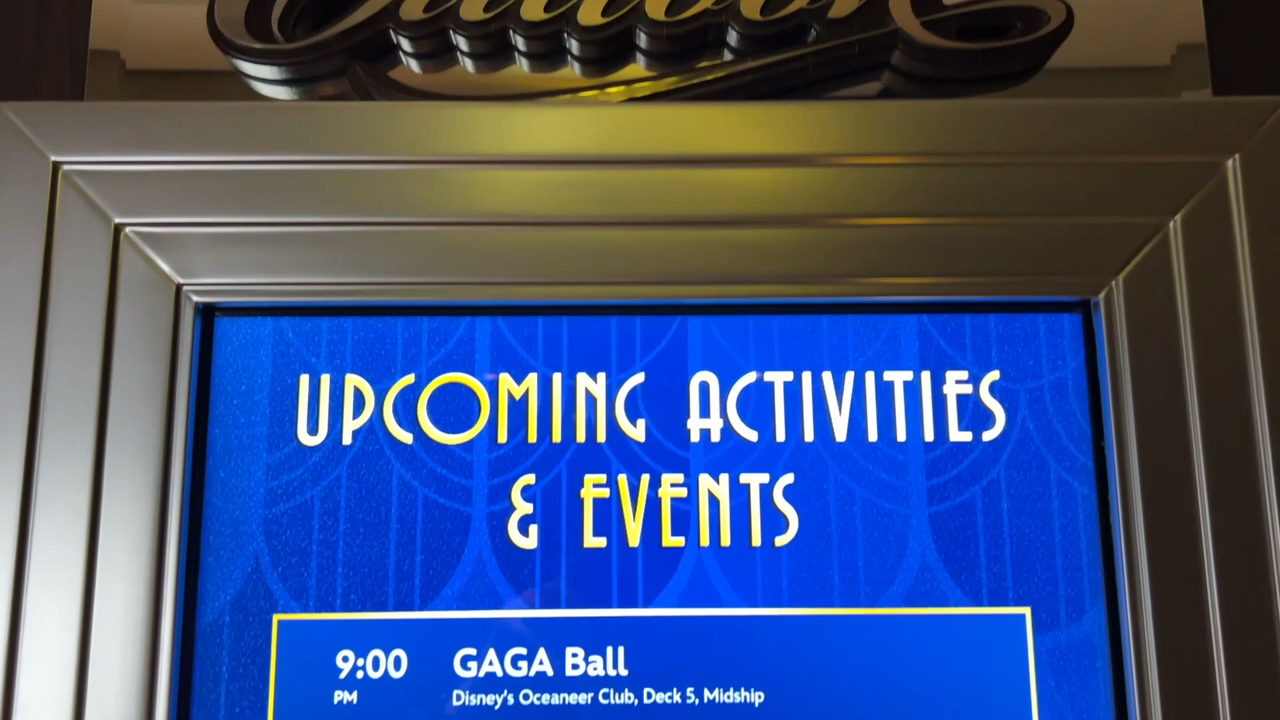 UPCOMING ACTIVITIES
& EVENTS
9:00 GAGA Ball
PM Disney's Oceaneer Club, Deck 5, Midship